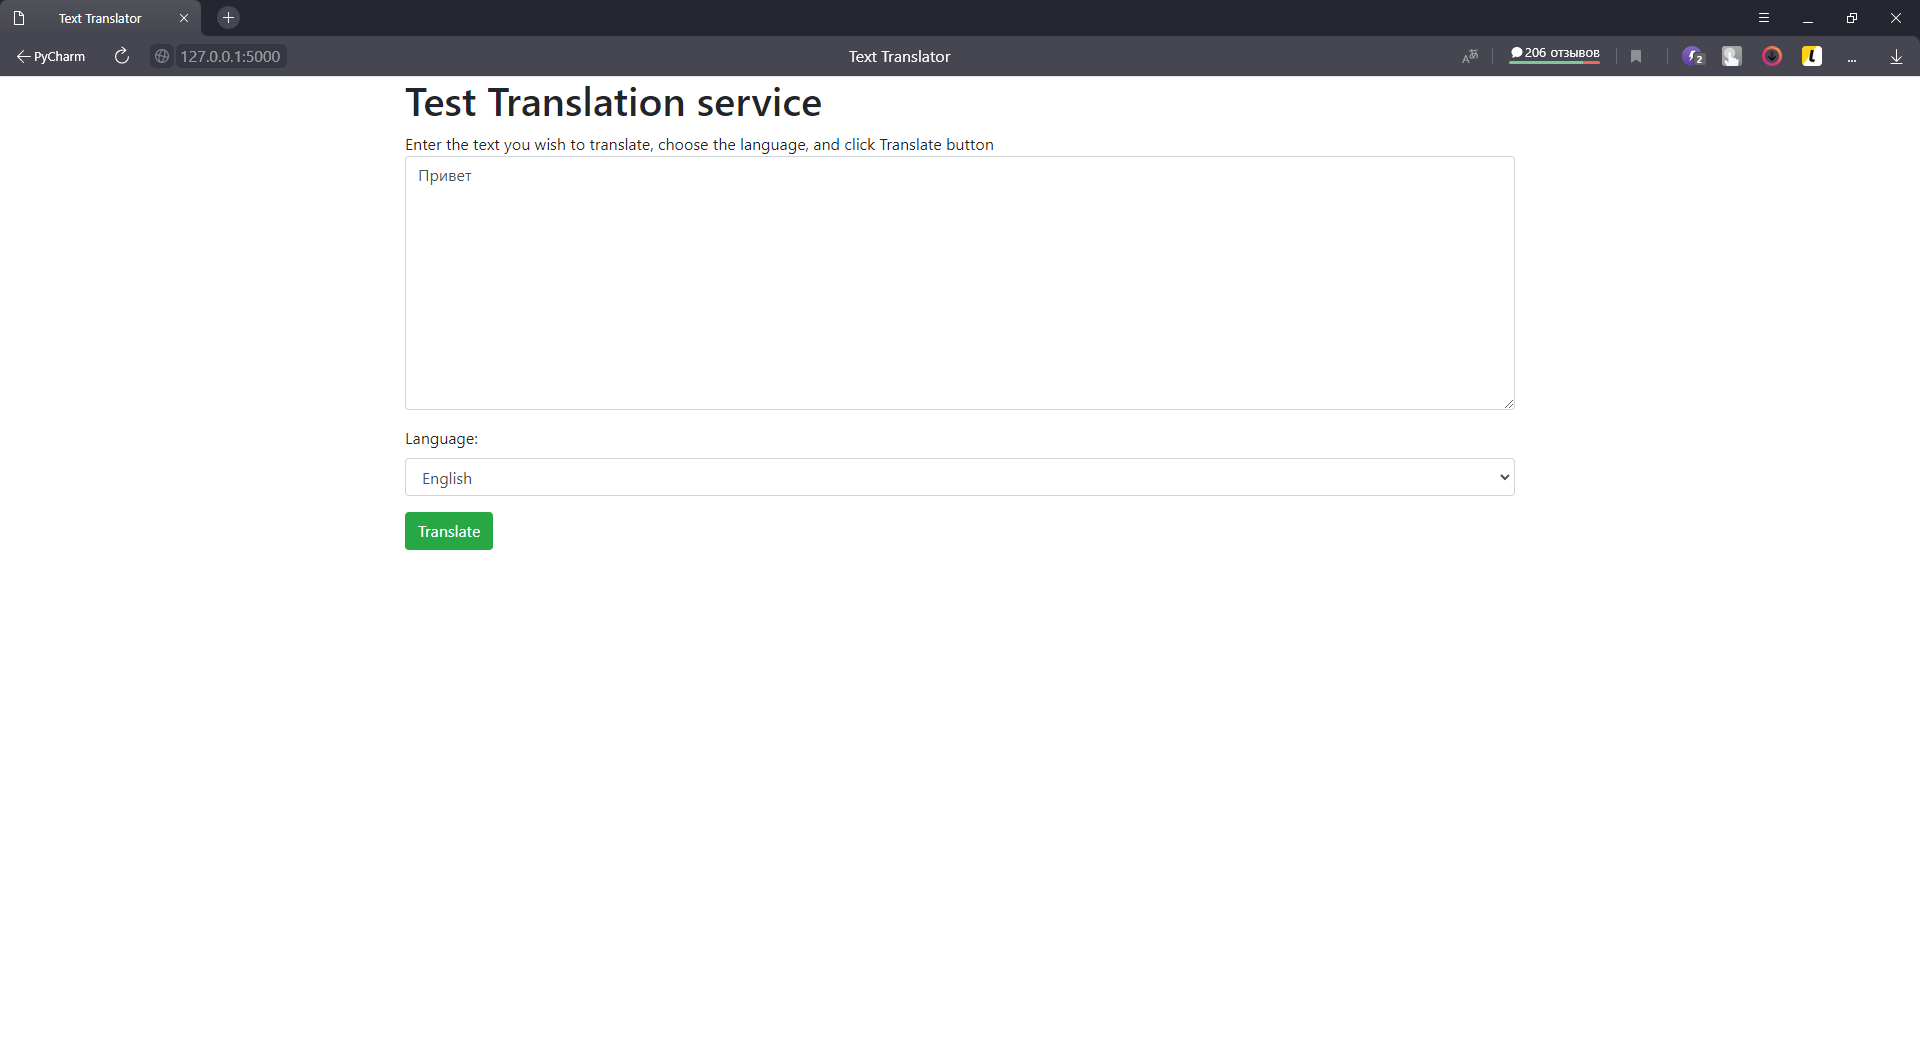 Text Translator
PyCharm
127.0.0.1:5000
Text Translator
206 отзывов
2
...
Test Translation service
Enter the text you wish to translate, choose the language, and click Translate button
Привет
Language:
English
Translate